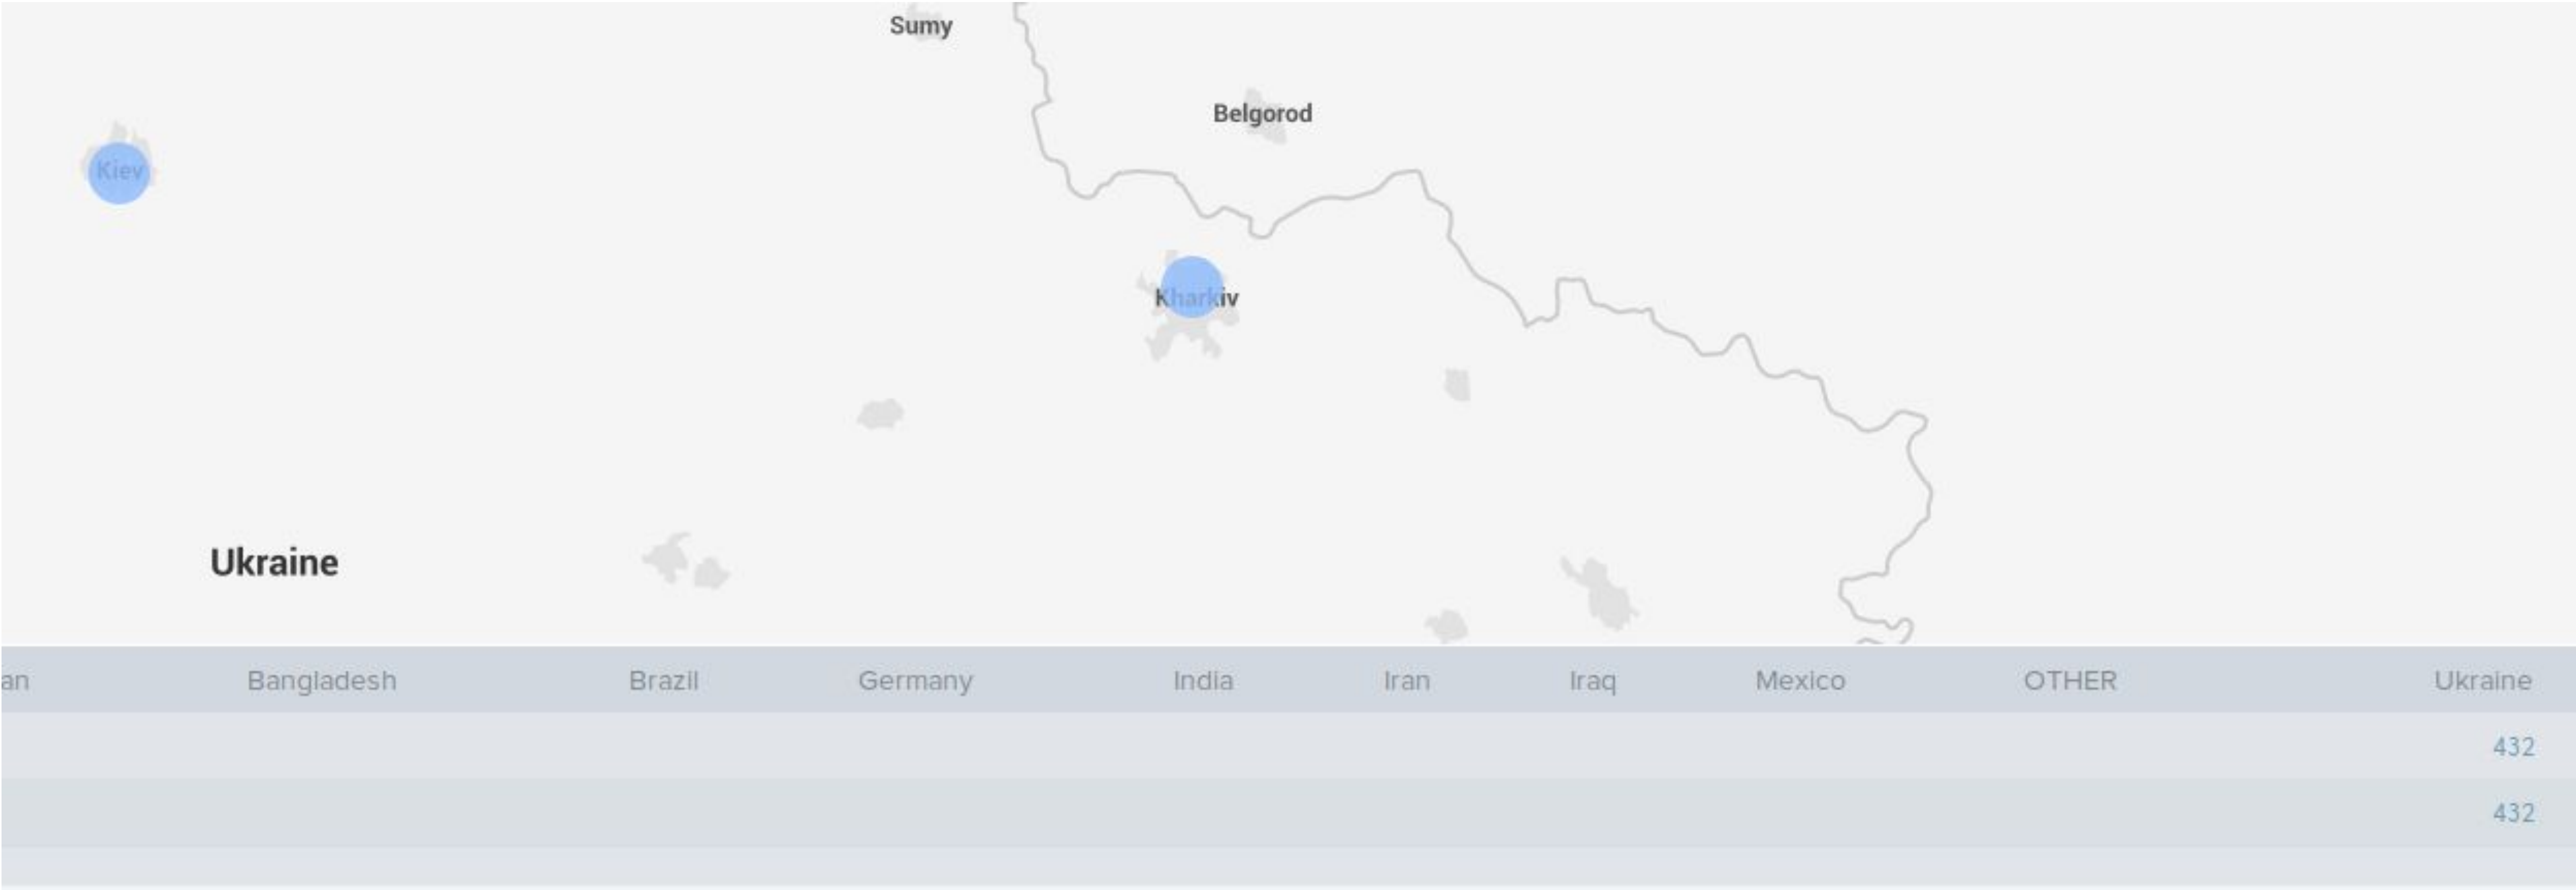 Sumy
Belgorod
Kiev
Kharkiv
Ukraine
an Bangladesh Brazil Germany India Iran Iraq Mexico OTHER Ukraine
432
432